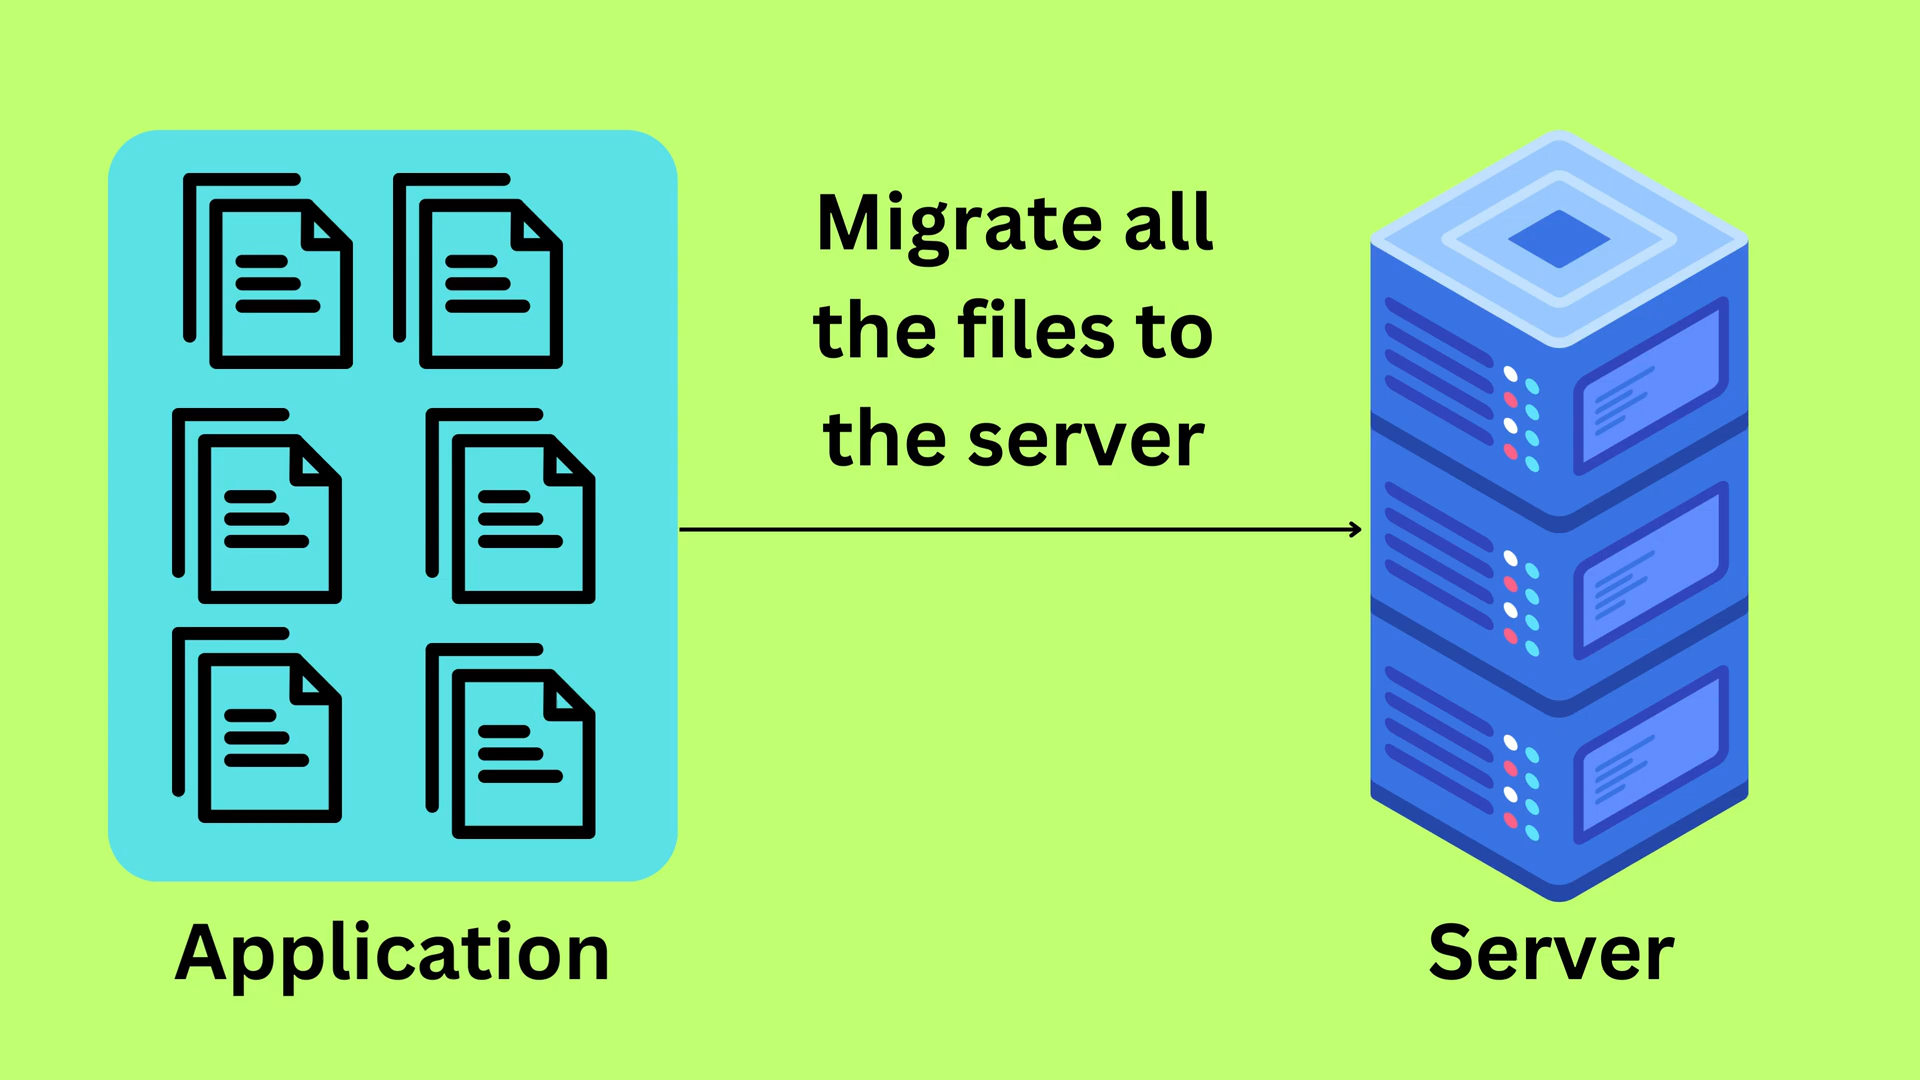 Migrate all
the files to
the server
Application
Server